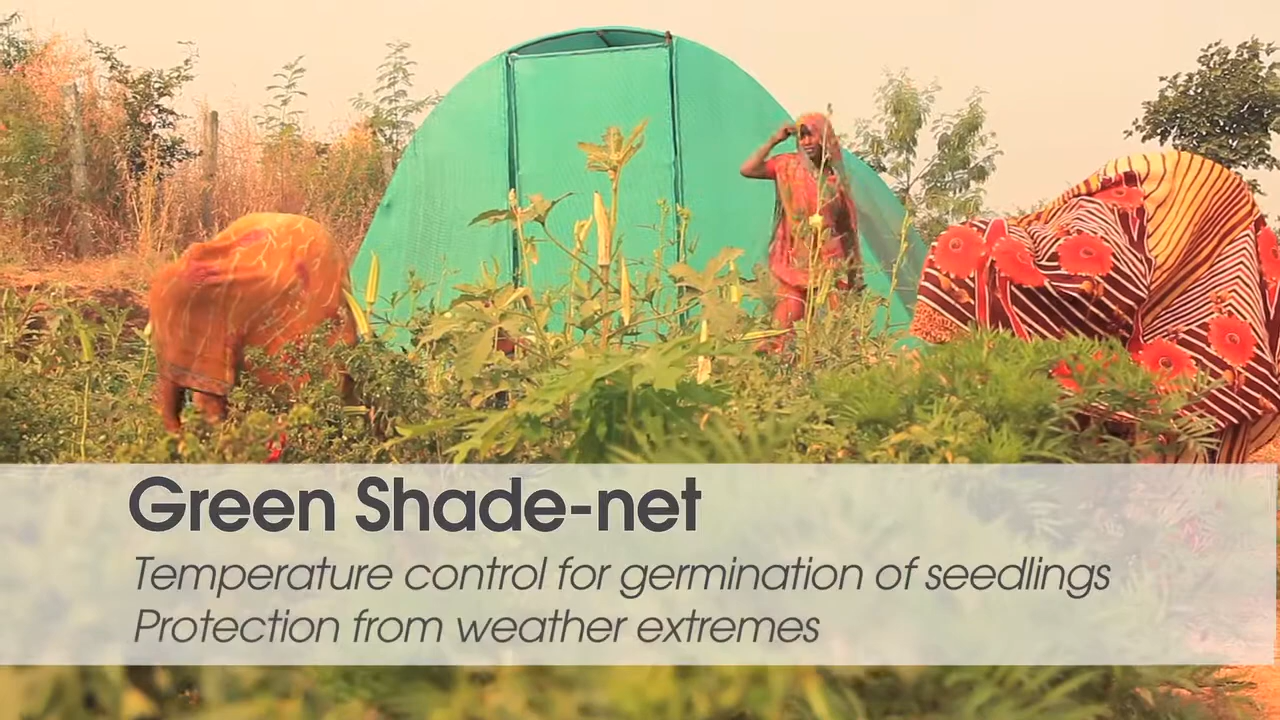 Green Shade-net
Temperature control for germination of seedlings
Protection from weather extremes